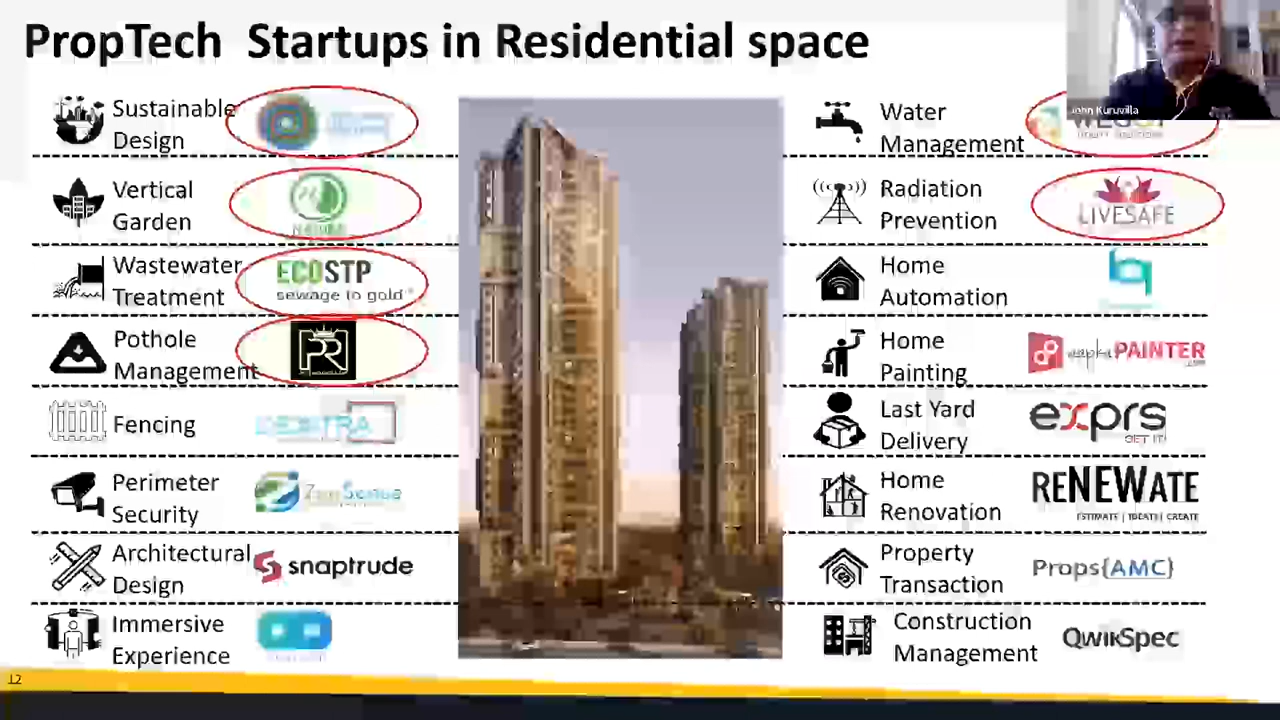 PropTech Startups in Residential space
John Kuruvilla
Sustainable
Design
Vertical
Garden
Wastewater
Treatment
ECOSTP
sewage to gold
Pothole
Management
PR
Fencing
Perimeter
Security
Architectural
Design
snaptrude
Immersive
Experience
Water
Management
Radiation
Prevention
LIVESAFE
Home
Automation
Home
Painting
PAINTER
Last Yard
Delivery
exprs
GET IT
Home
Renovation
RENEWATE
ESTIMATE | IDEATE | CREATE
Property
Transaction
Props{AMC}
Construction
Management
QwikSpec
12